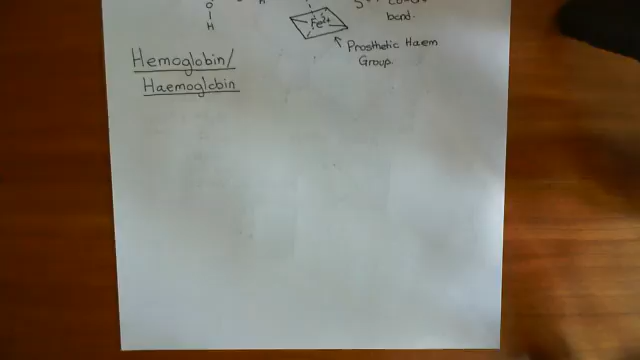 O
H
H
Fe2+
bond.
Prosthetic Haem
Group.
Hemoglobin/
Haemoglobin